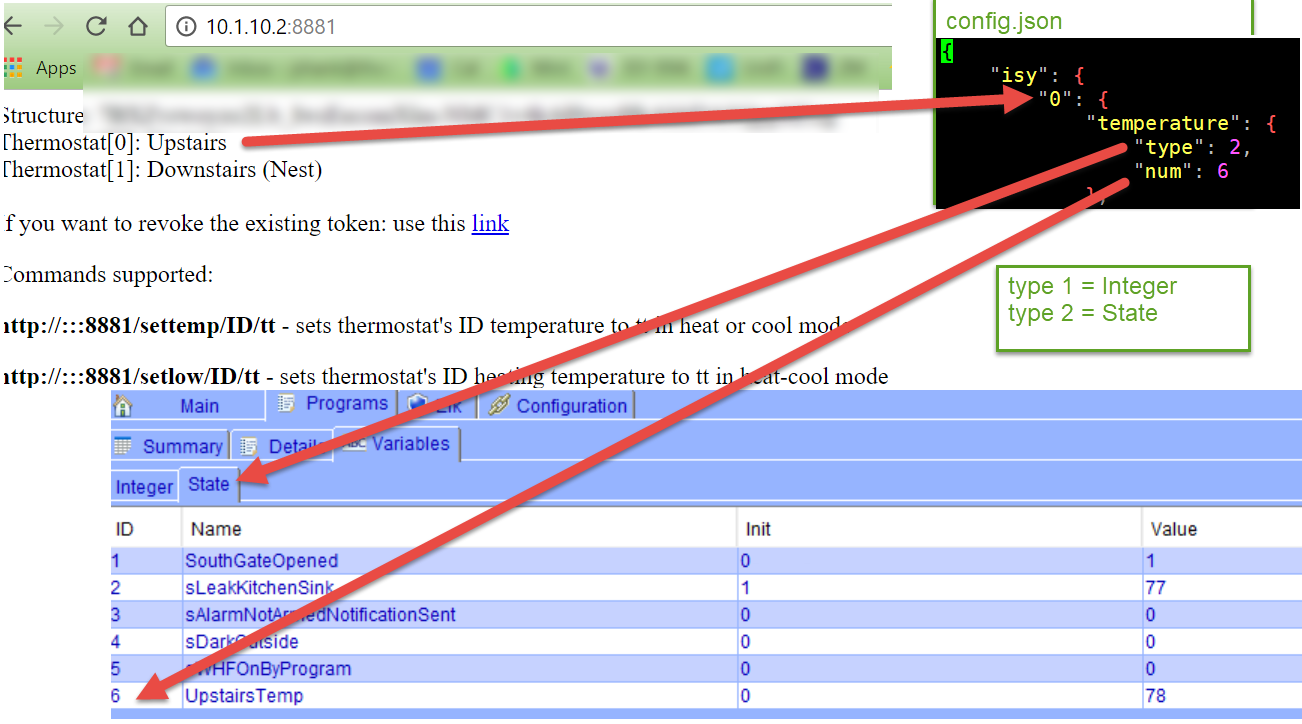 10.1.10.2:8881
config.json
Apps
{
"isy": {
"0": {
"temperature": {
"type": 2,
"num": 6
},
Structure
Thermostat[0]: Upstairs
Thermostat[1]: Downstairs (Nest)
If you want to revoke the existing token: use this link
Commands supported:
type 1 = Integer
type 2 = State
http://:::8881/settemp/ID/tt - sets thermostat's ID temperature to tt in heat or cool mode
http://:::8881/setlow/ID/tt - sets thermostat's ID heating temperature to tt in heat-cool mode
Main Programs Elk Configuration
Summary Details Variables
Integer State
ID Name Init Value
1 SouthGateOpened 0 1
2 sLeakKitchenSink 1 77
3 sAlarmNotArmedNotificationSent 0 0
4 sDarkOutside 0 0
5 sWHFOnByProgram 0 0
6 UpstairsTemp 0 78